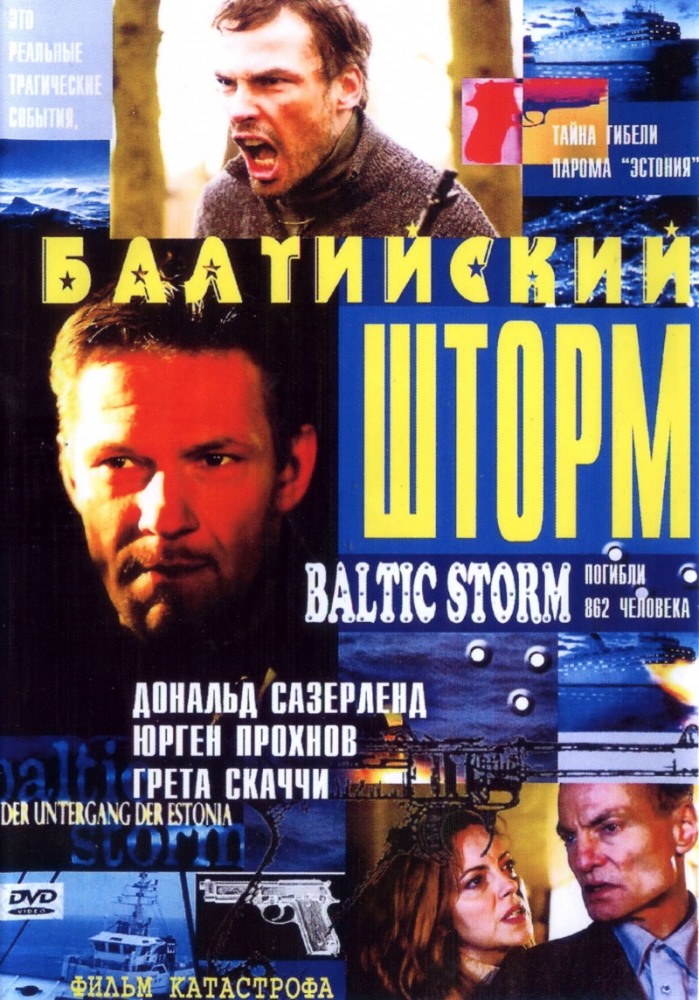 ЭТО
РЕАЛЬНЫЕ
ТРАГИЧЕСКИЕ
СОБЫТИЯ,
ТАЙНА ГИБЕЛИ
ПАРОМА "ЭСТОНИЯ"
БАЛТИЙСКИЙ
ШТОРМ
BALTIC STORM
ПОГИБЛИ
862 ЧЕЛОВЕКА
ДОНАЛЬД САЗЕРЛЕНД
ЮРГЕН ПРОХНОВ
ГРЕТА СКАЧЧИ
baltic
DER UNTERGANG DER ESTONIA
storm
DVD
VIDEO
ФИЛЬМ КАТАСТРОФА